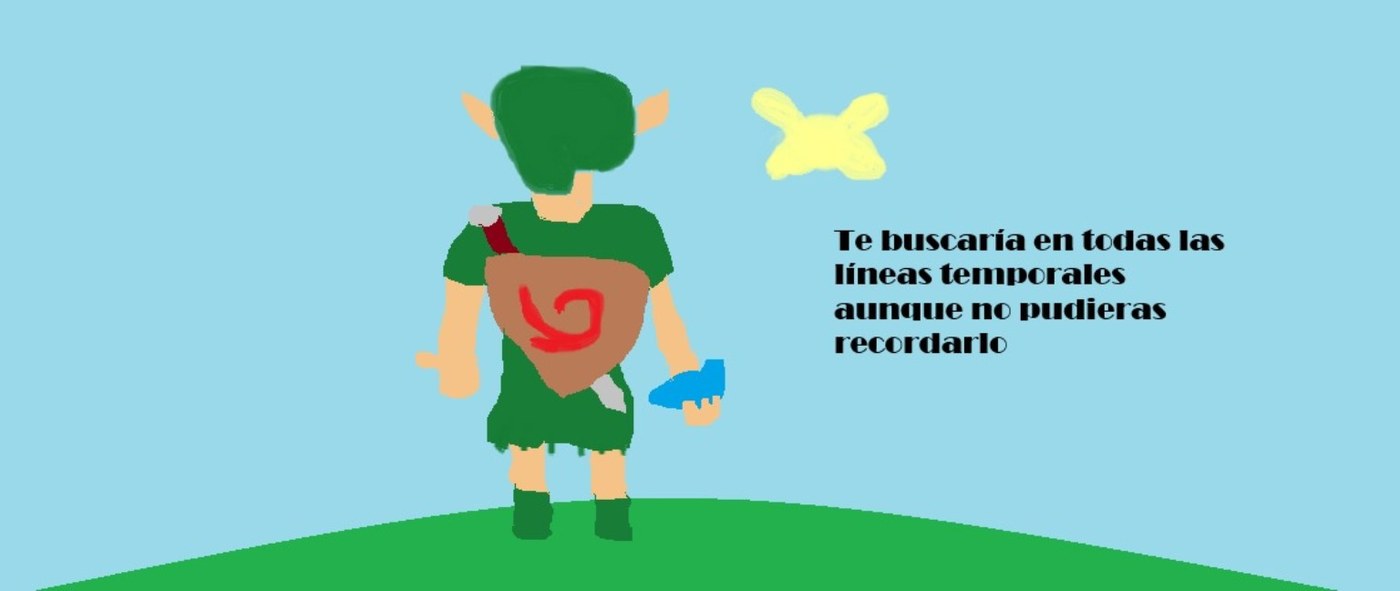 Te buscaría en todas las
líneas temporales
aunque no pudieras
recordarlo